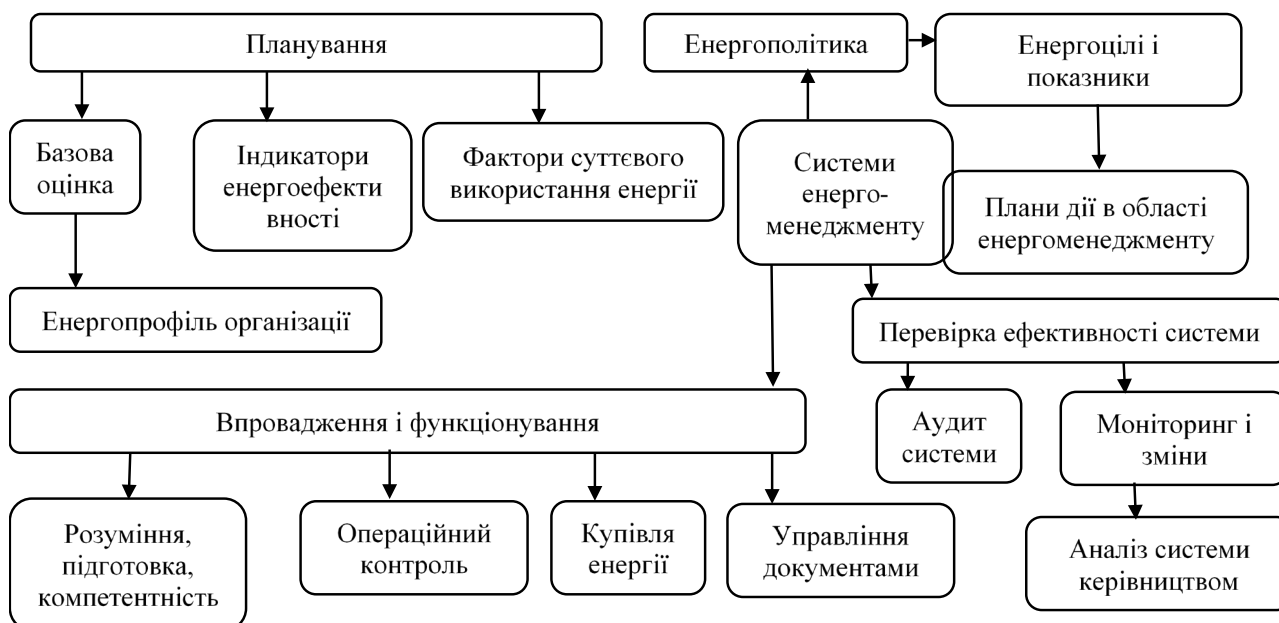 Планування
Енергополітика
Енергоцілі і
показники
Базова
оцінка
Індикатори
енергоефекти
вності
Фактори суттєвого
використання енергії
Системи
енерго-
менеджменту
Плани дії в області
енергоменеджменту
Енергопрофіль організації
Перевірка ефективності системи
Впровадження і функціонування
Аудит
системи
Моніторинг і
зміни
Розуміння,
підготовка,
компетентність
Операційний
контроль
Купівля
енергії
Управління
документами
Аналіз системи
керівництвом